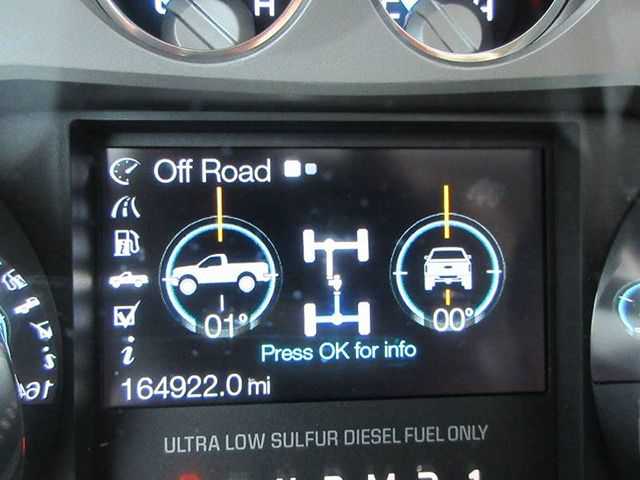 H
E
Off Road
01°
00°
Press OK for info
164922.0 mi
ULTRA LOW SULFUR DIESEL FUEL ONLY
N